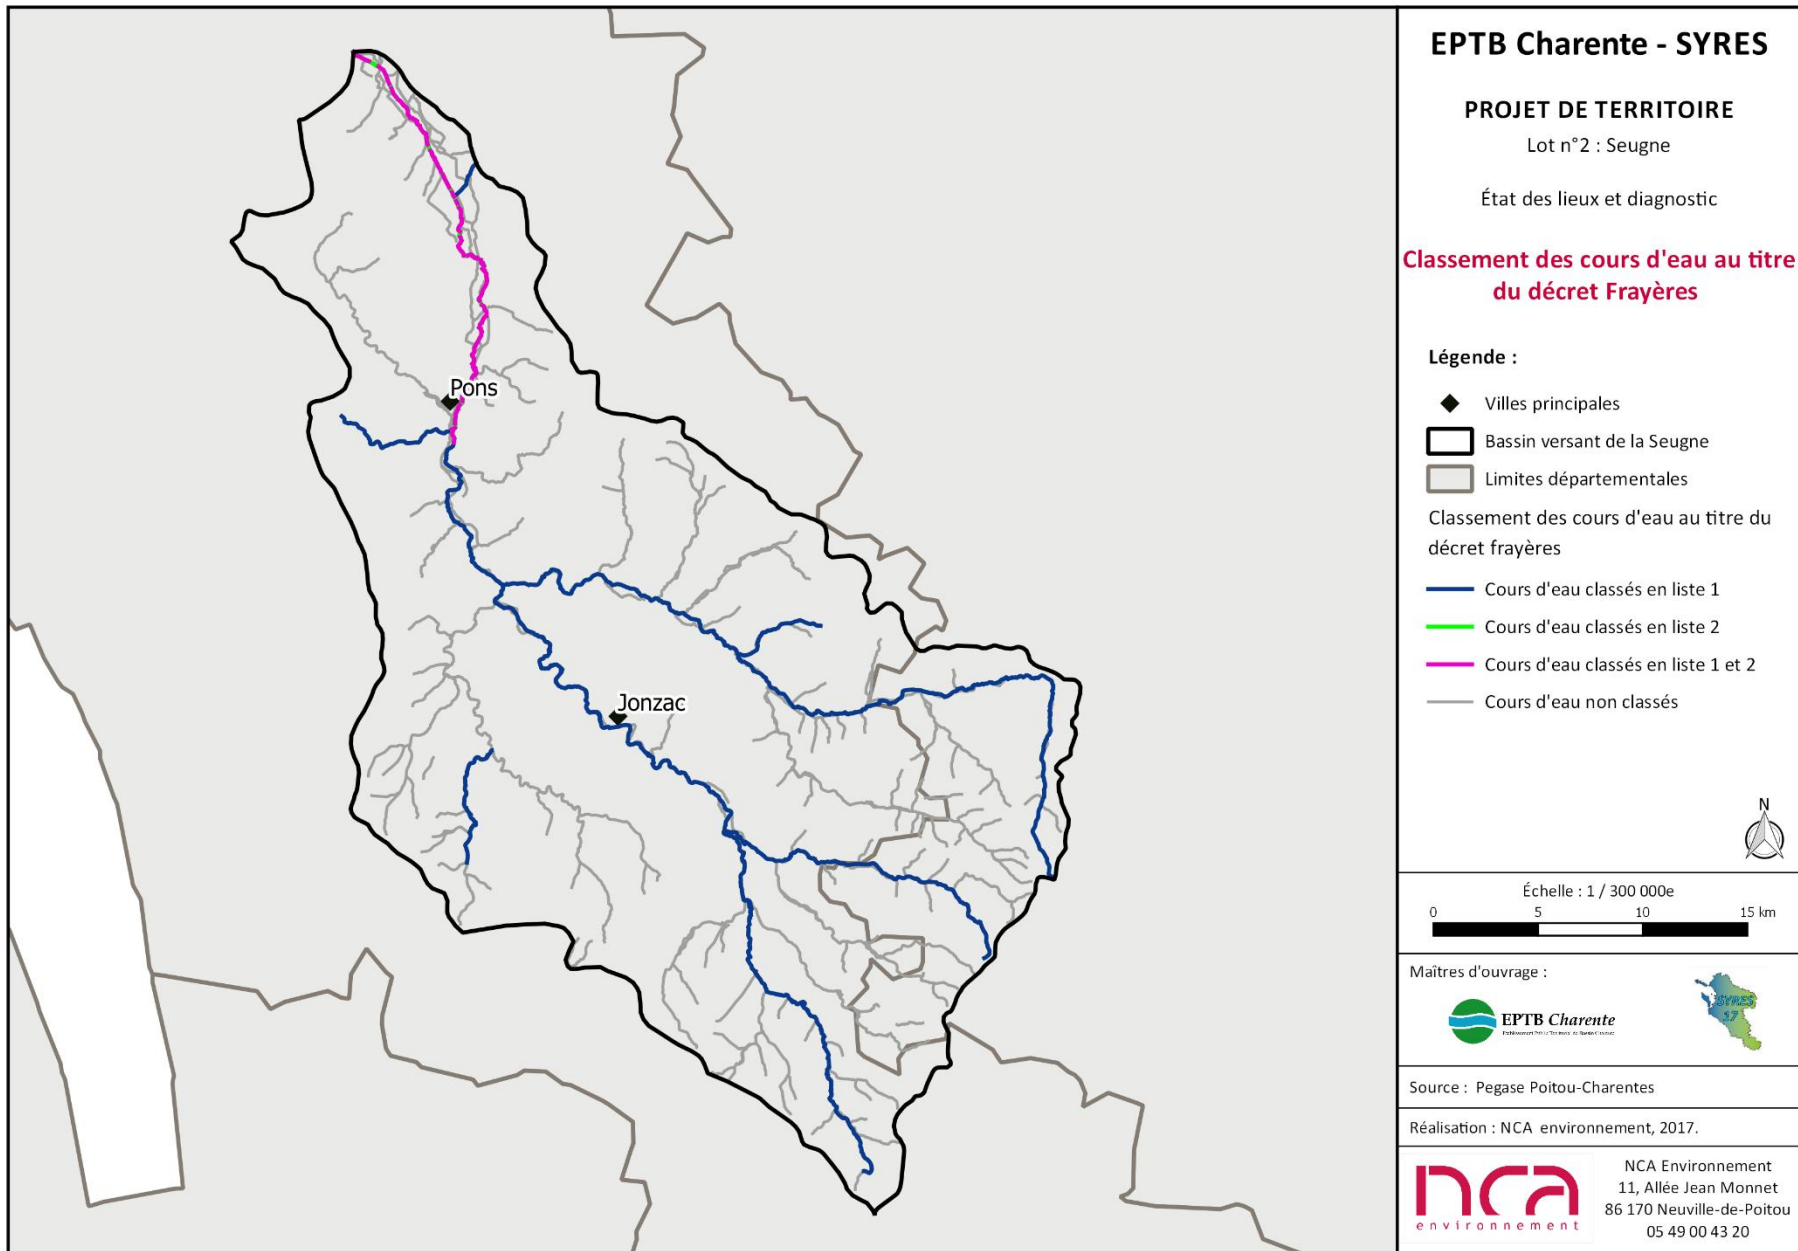 EPTB Charente - SYRES
PROJET DE TERRITOIRE
Lot n°2 : Seugne
État des lieux et diagnostic
Classement des cours d'eau au titre
du décret Frayères
Légende :
Villes principales
Bassin versant de la Seugne
Limites départementales
Classement des cours d'eau au titre du
décret frayères
Cours d'eau classés en liste 1
Cours d'eau classés en liste 2
Cours d'eau classés en liste 1 et 2
Cours d'eau non classés
N
Échelle : 1 / 300 000e
0 5 10 15 km
Maîtres d'ouvrage :
EPTB Charente
SYRES
17
Source : Pegase Poitou-Charentes
Réalisation : NCA environnement, 2017.
nca
environnement
NCA Environnement
11, Allée Jean Monnet
86 170 Neuville-de-Poitou
05 49 00 43 20
Pons
Jonzac